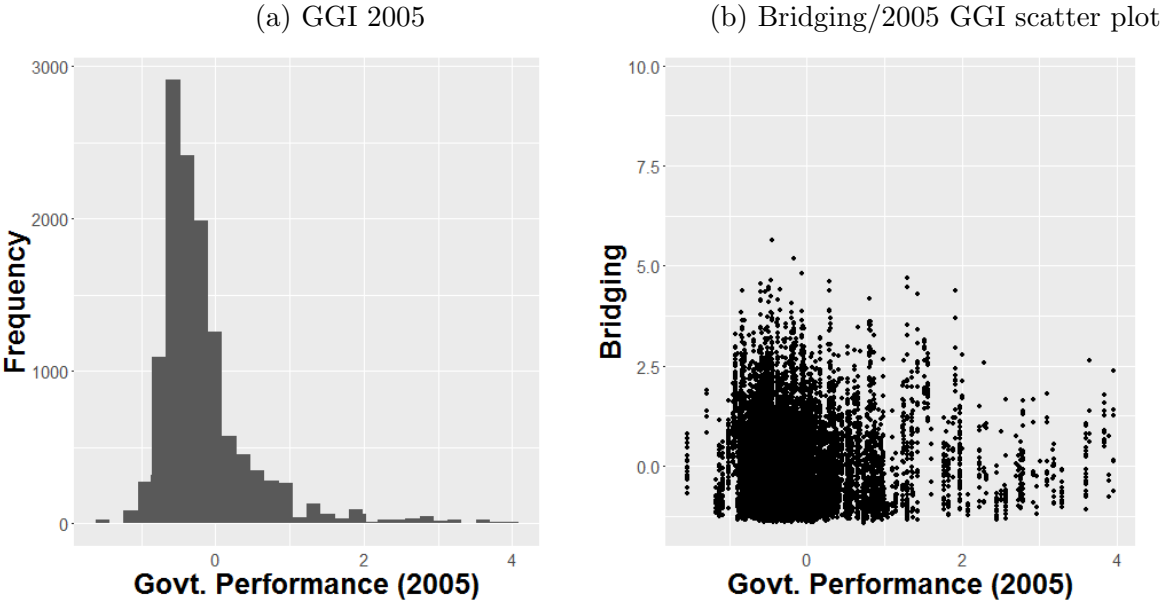 (a) GGI 2005
3000
2000
1000
0
Frequency
0 2 4
Govt. Performance (2005)
(b) Bridging/2005 GGI scatter plot
10.0
7.5
5.0
2.5
0.0
Bridging
0 2 4
Govt. Performance (2005)